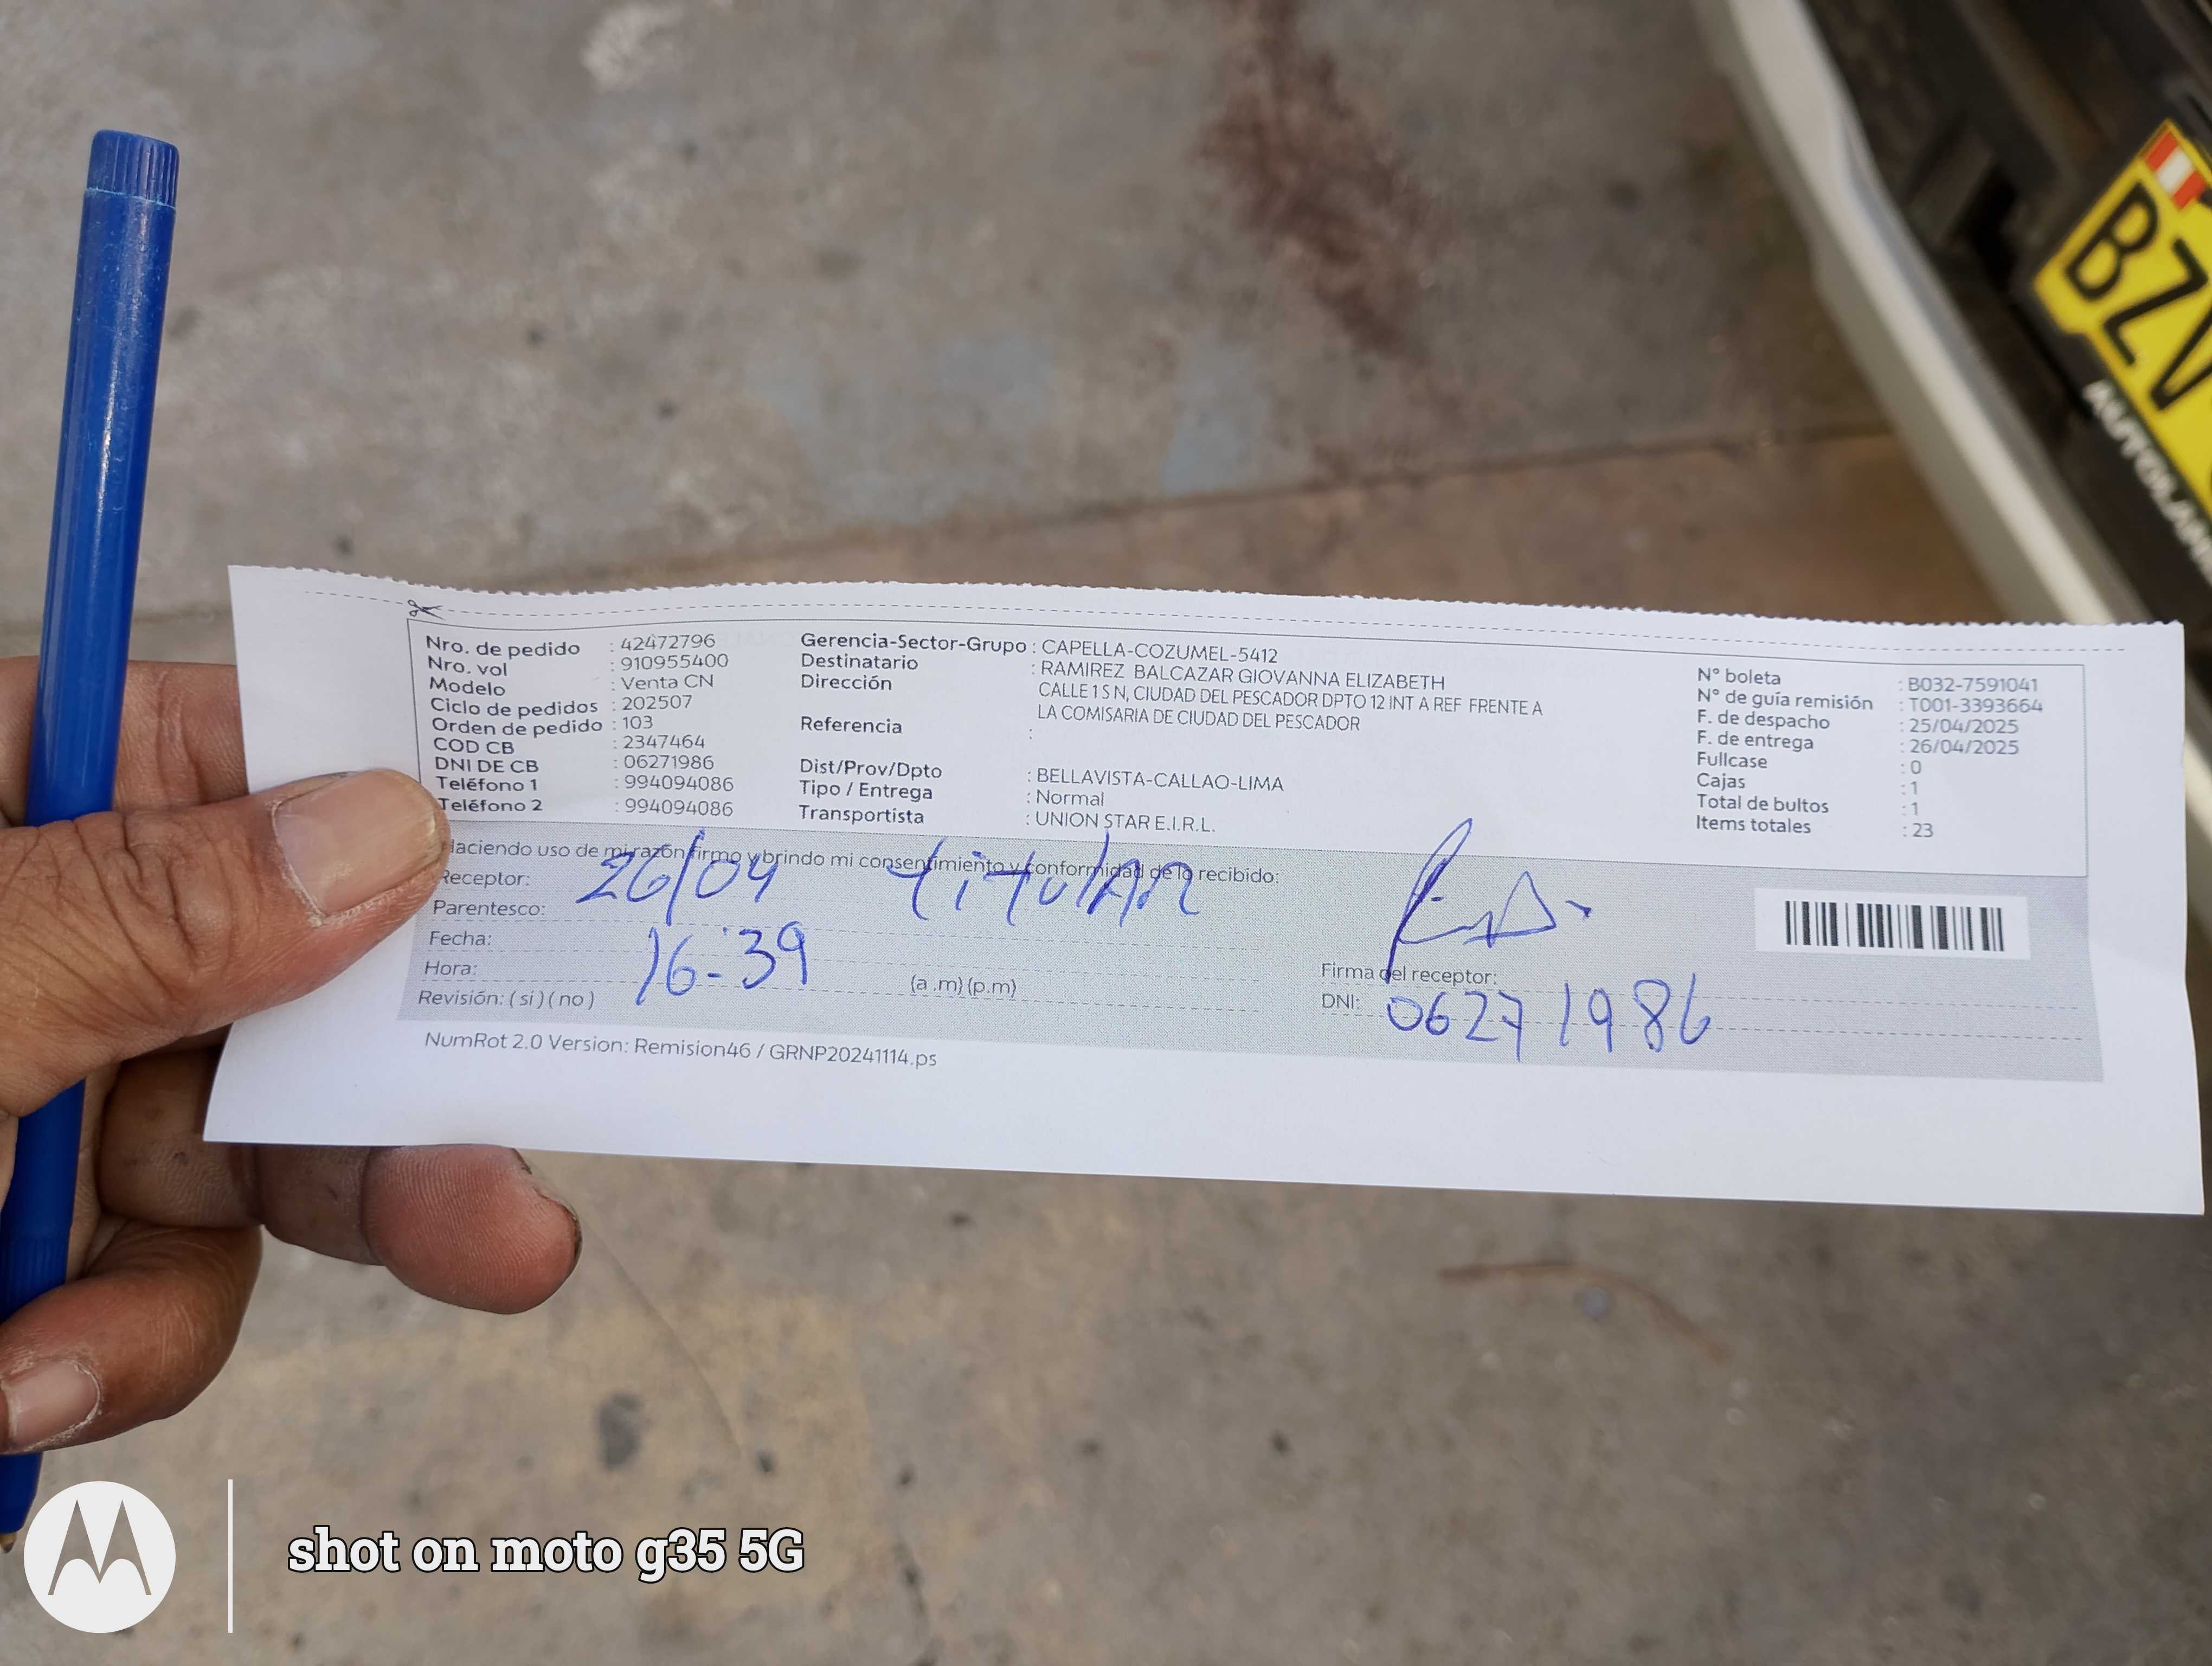 Nro. de pedido : 42472796
Nro. vol : 910955400
Modelo : Venta CN
Ciclo de pedidos : 202507
Orden de pedido : 103
COD CB : 2347464
DNI DE CB : 06271986
Teléfono 1 : 994094086
Teléfono 2 : 994094086
Gerencia-Sector-Grupo : CAPELLA-COZUMEL-5412
Destinatario : RAMIREZ BALCAZAR GIOVANNA ELIZABETH
Dirección CALLE 1 S N, CIUDAD DEL PESCADOR DPTO 12 INT A REF FRENTE A
LA COMISARIA DE CIUDAD DEL PESCADOR
Referencia :
Dist/Prov/Dpto : BELLAVISTA-CALLAO-LIMA
Tipo / Entrega : Normal
Transportista : UNION STAR E.I.R.L.
N° boleta : B032-7591041
N° de guía remisión : T001-3393664
F. de despacho : 25/04/2025
F. de entrega : 26/04/2025
Fullcase : 0
Cajas : 1
Total de bultos : 1
Items totales : 23
Haciendo uso de mi razón firmo y brindo mi consentimiento y conformidad de lo recibido:
Receptor: 26/04 titular
Parentesco:
Fecha:
Hora: 16:39 (a .m) (p.m)
Revisión: ( si ) ( no )
Firma del receptor:
DNI: 06271986
NumRot 2.0 Version: Remision46 / GRNP20241114.ps
BZV
shot on moto g35 5G